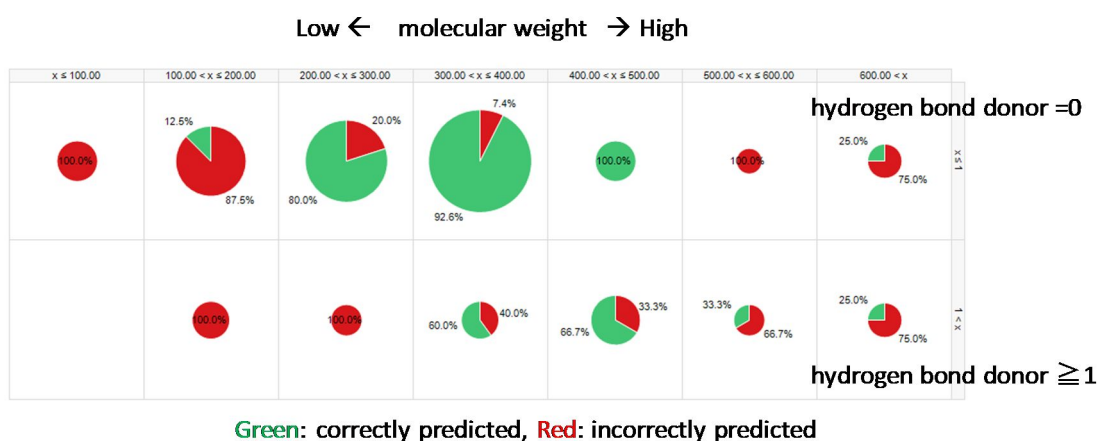 Low ← molecular weight → High
x ≤ 100.00
100.00 < x ≤ 200.00
200.00 < x ≤ 300.00
300.00 < x ≤ 400.00
400.00 < x ≤ 500.00
500.00 < x ≤ 600.00
600.00 < x
hydrogen bond donor =0
100.0%
12.5%
87.5%
20.0%
80.0%
7.4%
92.6%
100.0%
100.0%
25.0%
75.0%
x ≤ 1
100.0%
100.0%
40.0%
60.0%
33.3%
66.7%
33.3%
66.7%
25.0%
75.0%
1 < x
hydrogen bond donor ≧ 1
Green: correctly predicted, Red: incorrectly predicted